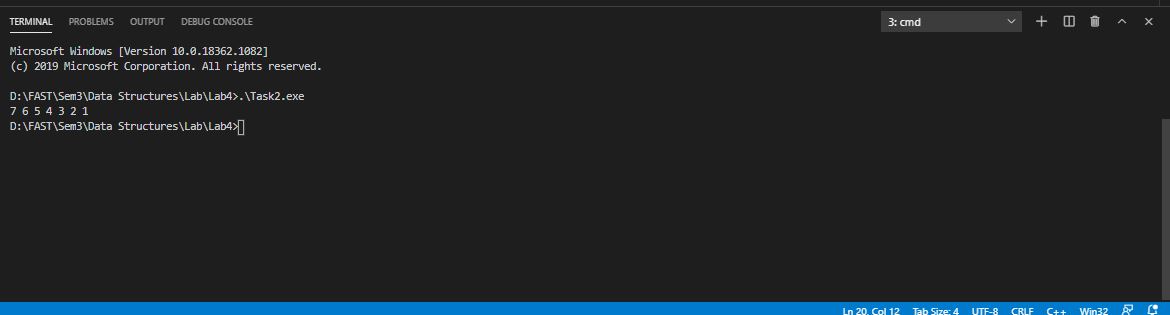 TERMINAL PROBLEMS OUTPUT DEBUG CONSOLE 3: cmd
Microsoft Windows [Version 10.0.18362.1082]
(c) 2019 Microsoft Corporation. All rights reserved.
D:\FAST\Sem3\Data Structures\Lab\Lab4>.\Task2.exe
7 6 5 4 3 2 1
D:\FAST\Sem3\Data Structures\Lab\Lab4>
Ln 20, Col 12 Tab Size: 4 UTF-8 CRLF C++ Win32